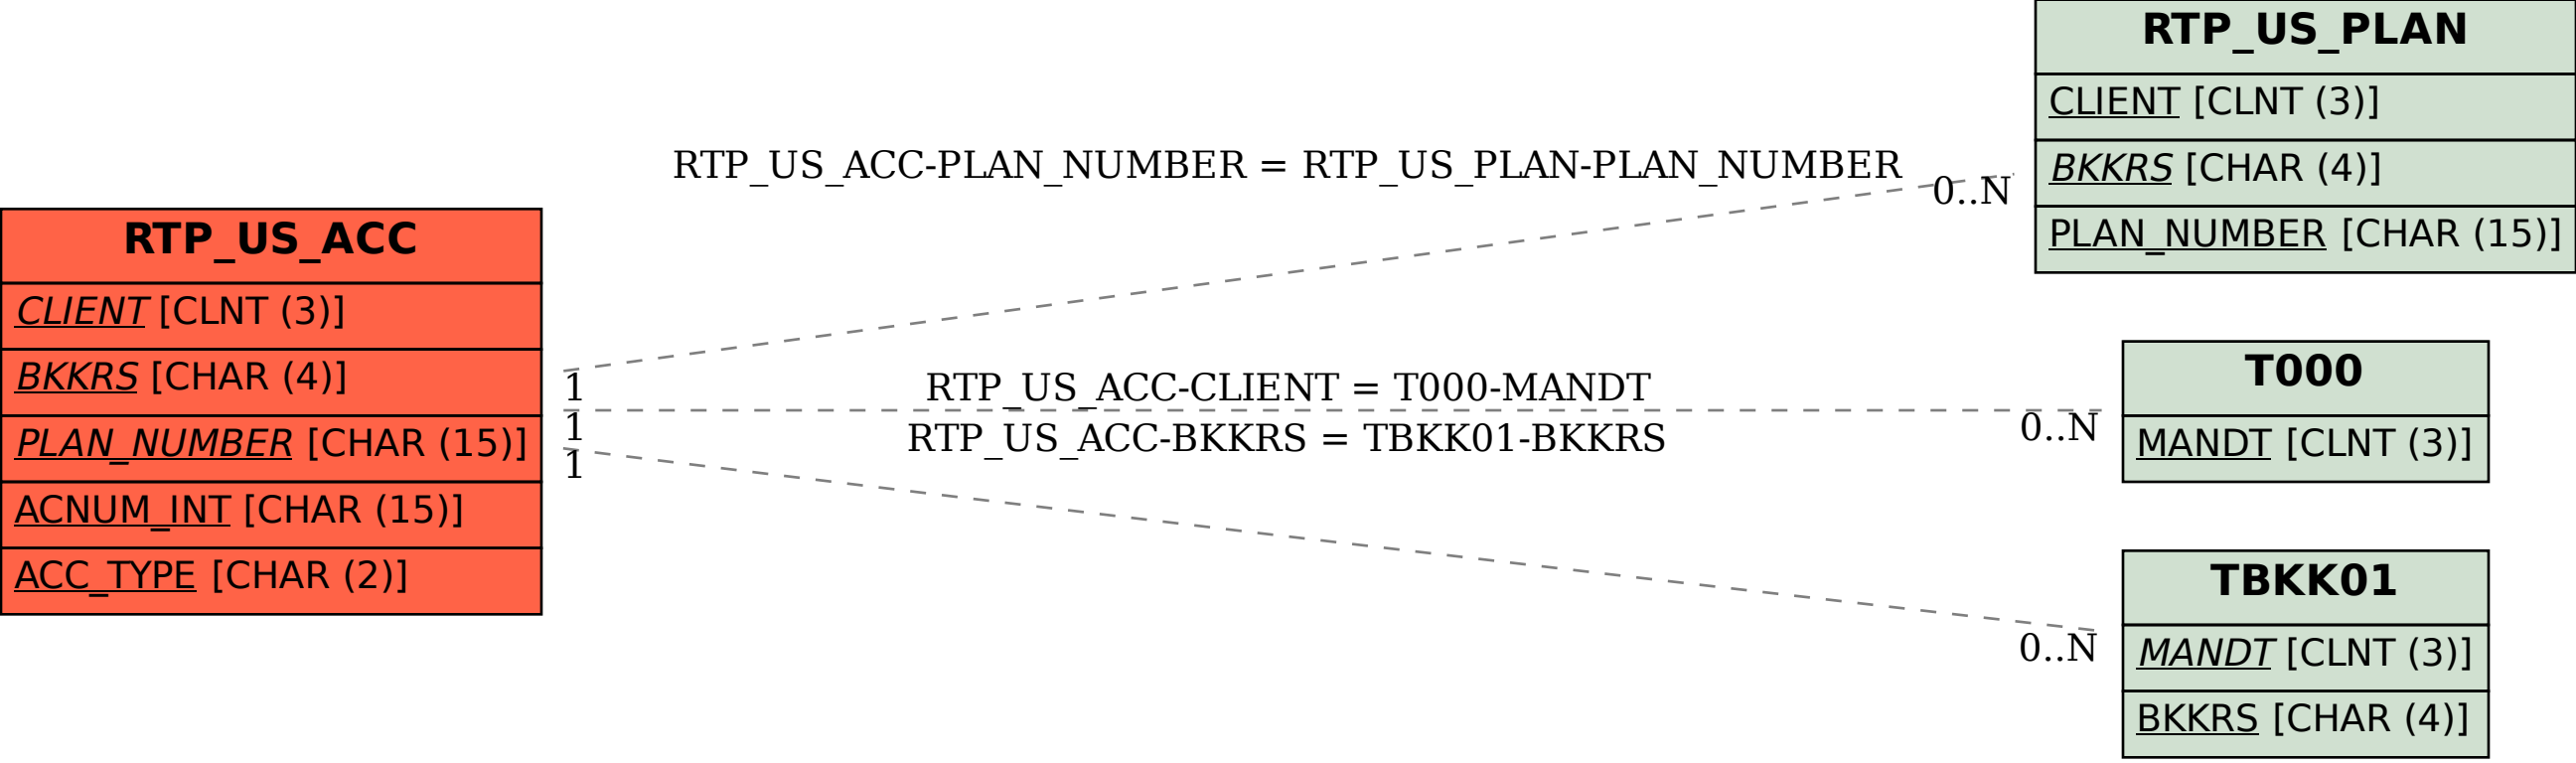 RTP_US_ACC
CLIENT [CLNT (3)]
BKKRS [CHAR (4)]
PLAN_NUMBER [CHAR (15)]
ACNUM_INT [CHAR (15)]
ACC_TYPE [CHAR (2)]
RTP_US_ACC-PLAN_NUMBER = RTP_US_PLAN-PLAN_NUMBER
0..N
1
RTP_US_ACC-CLIENT = T000-MANDT
1
0..N
RTP_US_ACC-BKKRS = TBKK01-BKKRS
1
0..N
RTP_US_PLAN
CLIENT [CLNT (3)]
BKKRS [CHAR (4)]
PLAN_NUMBER [CHAR (15)]
T000
MANDT [CLNT (3)]
TBKK01
MANDT [CLNT (3)]
BKKRS [CHAR (4)]